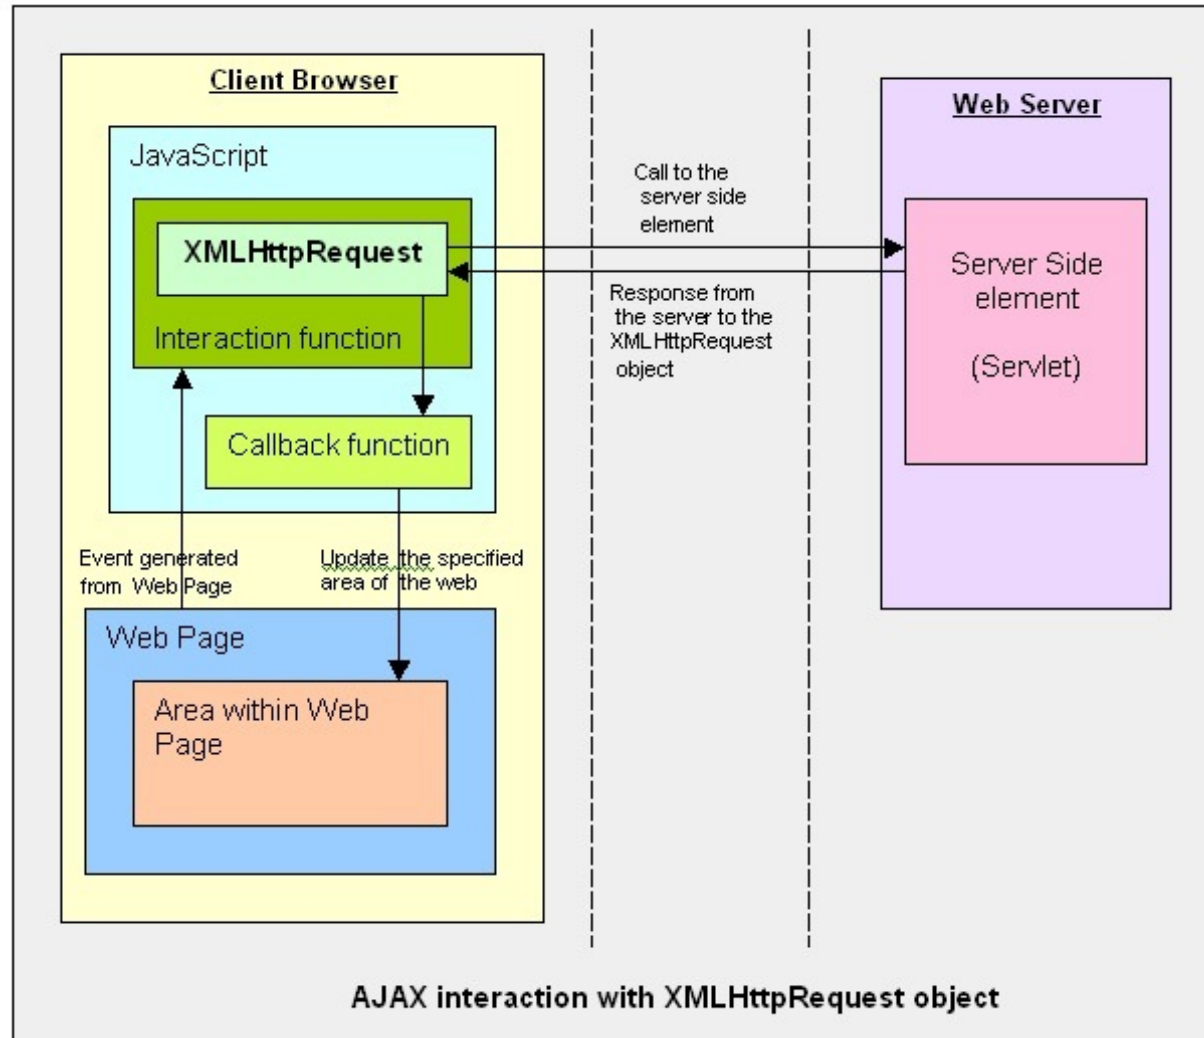 Client Browser
JavaScript
XMLHttpRequest
Interaction function
Callback function
Event generated
from Web Page
Update the specified
area of the web
Web Page
Area within Web
Page
Call to the
server side
element
Response from
the server to the
XMLHttpRequest
object
Web Server
Server Side
element
(Servlet)
AJAX interaction with XMLHttpRequest object